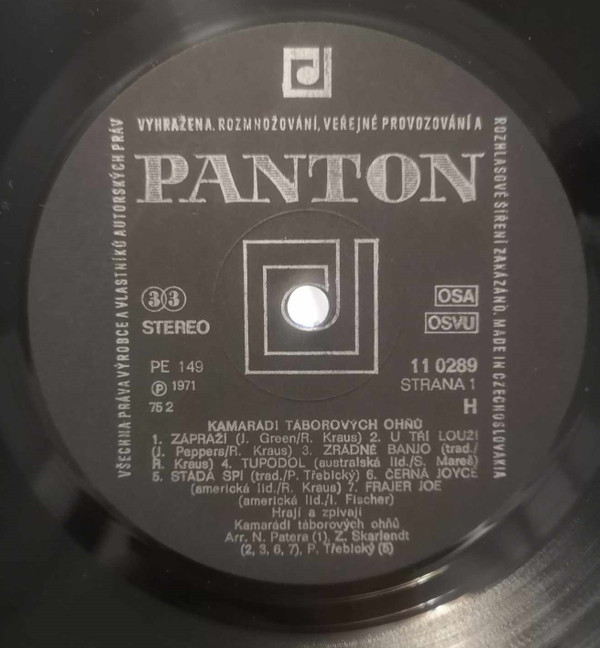 VYHRAŽENA. ROZMNOŽOVÁNÍ, VEŘEJNÉ PROVOZOVÁNÍ A
ROZHLASOVÉ ŠÍŘENÍ ZAKÁZÁNO. MADE IN CZECHOSLOVAKIA
VŠECHNA PRÁVA VÝROBCE A VLASTNÍKŮ AUTORSKÝCH PRÁV
PANTON
33
STEREO
OSA
OSVU
PE 149
11 0289
Ⓟ 1971
STRANA 1
75 2
H
KAMARÁDI TÁBOROVÝCH OHŇŮ
1. ZÁPRAŽÍ (J. Green/R. Kraus) 2. U TŘÍ LOUŽÍ
(J. Peppers/R. Kraus) 3. ZRÁDNÉ BANJO (trad./
R. Kraus) 4. TUPODOL (australská lid./S. Mareš)
5. STÁDA SPÍ (trad./P. Třebický) 6. ČERNÁ JOYCE
(americká lid./R. Kraus) 7. FRAJER JOE
(americká lid./I. Fischer)
Hrají a zpívají
Kamarádi táborových ohňů
Arr. N. Patera (1), Z. Skarlandt
(2, 3, 6, 7), P. Třebický (5)